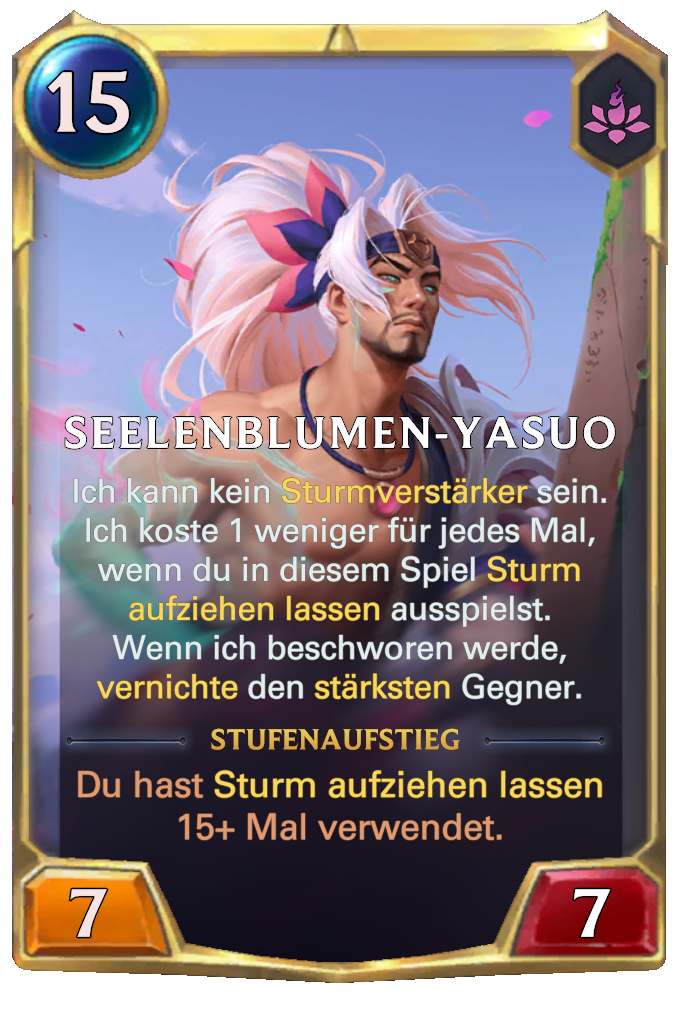 15
SEELENBLUMEN-YASUO
Ich kann kein Sturmverstärker sein.
Ich koste 1 weniger für jedes Mal,
wenn du in diesem Spiel Sturm
aufziehen lassen ausspielst.
Wenn ich beschworen werde,
vernichte den stärksten Gegner.
STUFENAUFSTIEG
Du hast Sturm aufziehen lassen
15+ Mal verwendet.
7
7